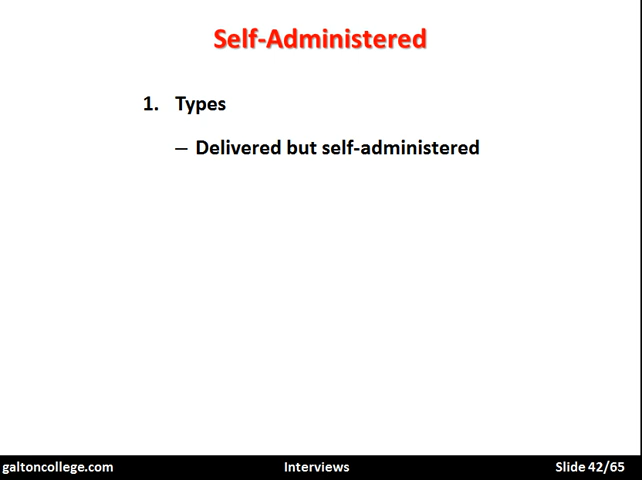 Self-Administered
1. Types
– Delivered but self-administered
galtoncollege.com Interviews Slide 42/65